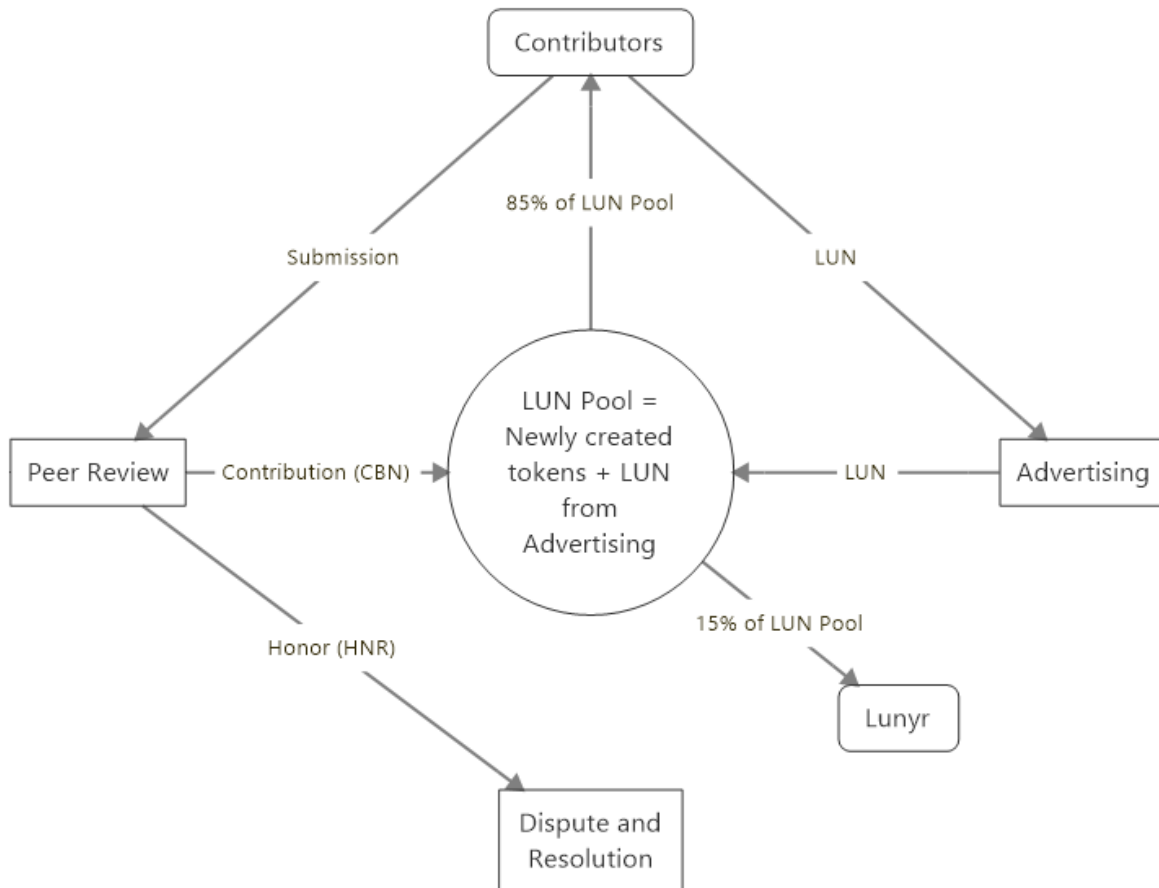 Contributors
85% of LUN Pool
Submission
LUN
LUN Pool =
Newly created
tokens + LUN
from
Advertising
Peer Review
Contribution (CBN)
LUN
Advertising
15% of LUN Pool
Honor (HNR)
Lunyr
Dispute and
Resolution